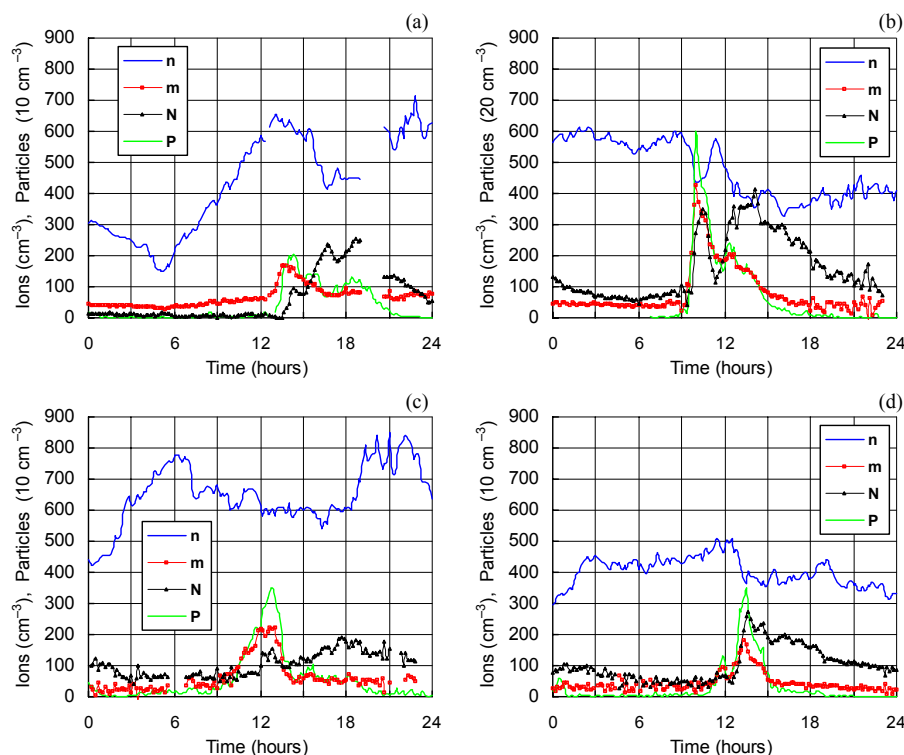 (a)
900
800
700
600
500
400
300
200
100
0
Ions (cm⁻³), Particles (10 cm⁻³)
n
m
N
P
0 6 12 18 24
Time (hours)
(b)
900
800
700
600
500
400
300
200
100
0
Ions (cm⁻³), Particles (20 cm⁻³)
n
m
N
P
0 6 12 18 24
Time (hours)
(c)
900
800
700
600
500
400
300
200
100
0
Ions (cm⁻³), Particles (10 cm⁻³)
n
m
N
P
0 6 12 18 24
Time (hours)
(d)
900
800
700
600
500
400
300
200
100
0
Ions (cm⁻³), Particles (10 cm⁻³)
n
m
N
P
0 6 12 18 24
Time (hours)